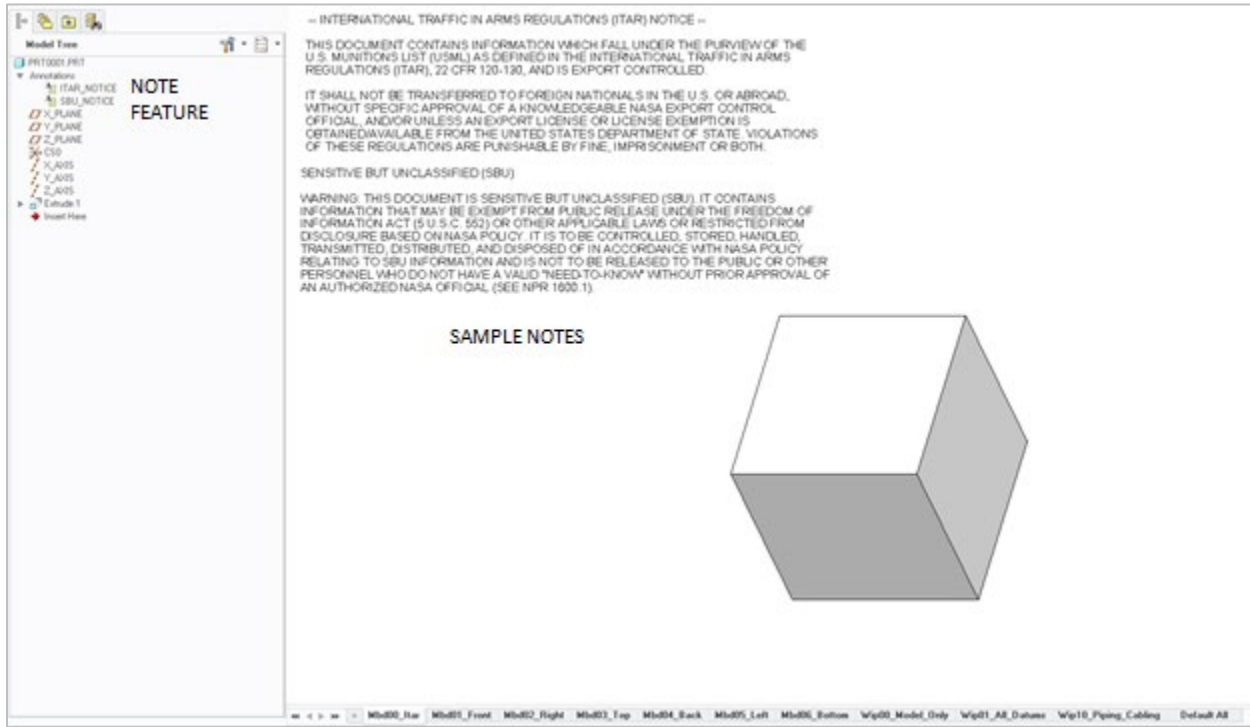 Model Tree
PRT0001.PRT
Annotations
ITAR_NOTICE
SBU_NOTICE
X_PLANE
Y_PLANE
Z_PLANE
CS0
X_AXIS
Y_AXIS
Z_AXIS
Extrude 1
Insert Here
NOTE
FEATURE
-- INTERNATIONAL TRAFFIC IN ARMS REGULATIONS (ITAR) NOTICE --
THIS DOCUMENT CONTAINS INFORMATION WHICH FALL UNDER THE PURVIEW OF THE
U.S. MUNITIONS LIST (USML) AS DEFINED IN THE INTERNATIONAL TRAFFIC IN ARMS
REGULATIONS (ITAR), 22 CFR 120-130, AND IS EXPORT CONTROLLED.
IT SHALL NOT BE TRANSFERRED TO FOREIGN NATIONALS IN THE U.S. OR ABROAD,
WITHOUT SPECIFIC APPROVAL OF A KNOWLEDGEABLE NASA EXPORT CONTROL
OFFICIAL, AND/OR UNLESS AN EXPORT LICENSE OR LICENSE EXEMPTION IS
OBTAINED/AVAILABLE FROM THE UNITED STATES DEPARTMENT OF STATE. VIOLATIONS
OF THESE REGULATIONS ARE PUNISHABLE BY FINE, IMPRISONMENT OR BOTH.
SENSITIVE BUT UNCLASSIFIED (SBU)
WARNING: THIS DOCUMENT IS SENSITIVE BUT UNCLASSIFIED (SBU). IT CONTAINS
INFORMATION THAT MAY BE EXEMPT FROM PUBLIC RELEASE UNDER THE FREEDOM OF
INFORMATION ACT (5 U.S.C. 552) OR OTHER APPLICABLE LAWS OR RESTRICTED FROM
DISCLOSURE BASED ON NASA POLICY. IT IS TO BE CONTROLLED, STORED, HANDLED,
TRANSMITTED, DISTRIBUTED, AND DISPOSED OF IN ACCORDANCE WITH NASA POLICY
RELATING TO SBU INFORMATION AND IS NOT TO BE RELEASED TO THE PUBLIC OR OTHER
PERSONNEL WHO DO NOT HAVE A VALID "NEED-TO-KNOW" WITHOUT PRIOR APPROVAL OF
AN AUTHORIZED NASA OFFICIAL (SEE NPR 1600.1).
SAMPLE NOTES
Mbd00_Itar Mbd01_Front Mbd02_Right Mbd03_Top Mbd04_Back Mbd05_Left Mbd06_Bottom Wip00_Model_Only Wip01_All_Datums Wip10_Piping_Cabling Default All